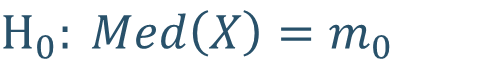 H₀: Med(X) = m₀